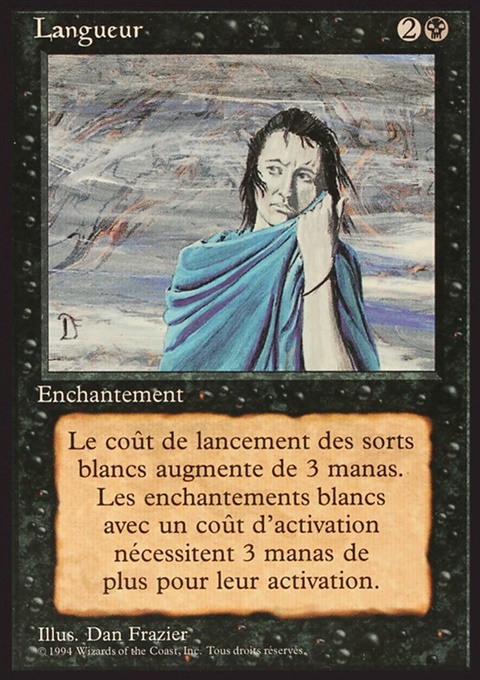 Langueur 2
DF
Enchantement
Le coût de lancement des sorts
blancs augmente de 3 manas.
Les enchantements blancs
avec un coût d'activation
nécessitent 3 manas de
plus pour leur activation.
Illus. Dan Frazier
©1994 Wizards of the Coast, Inc. Tous droits réservés.